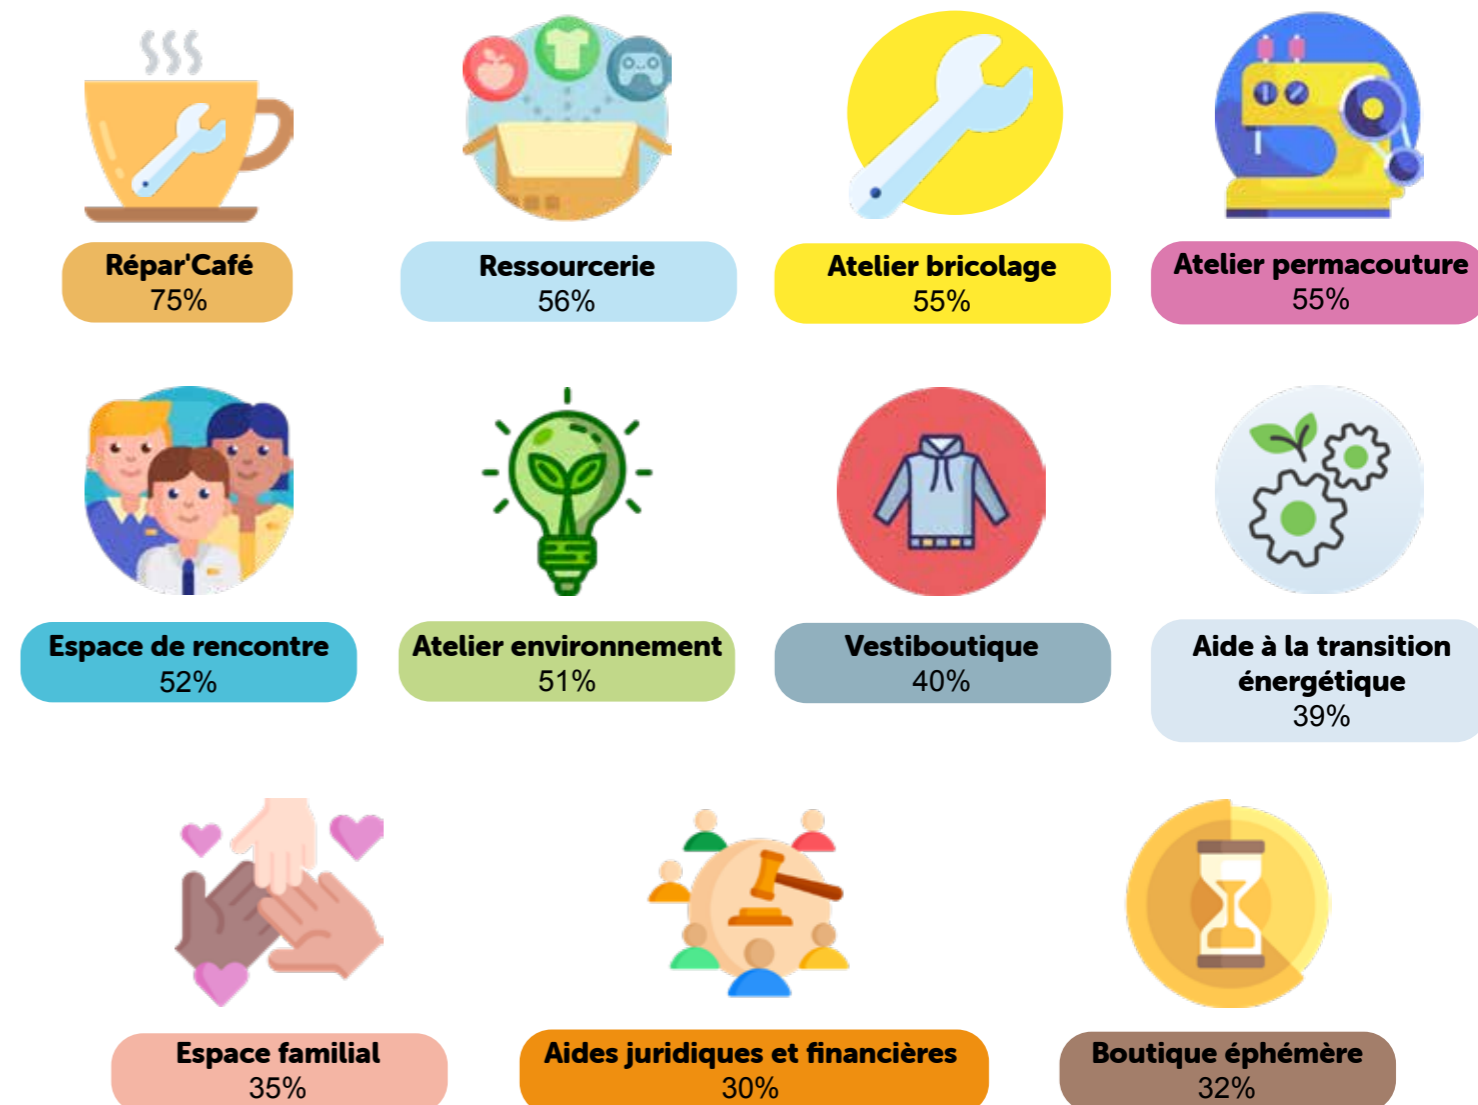 Répar'Café
75%
Ressourcerie
56%
Atelier bricolage
55%
Atelier permacouture
55%
Espace de rencontre
52%
Atelier environnement
51%
Vestiboutique
40%
Aide à la transition
énergétique
39%
Espace familial
35%
Aides juridiques et financières
30%
Boutique éphémère
32%